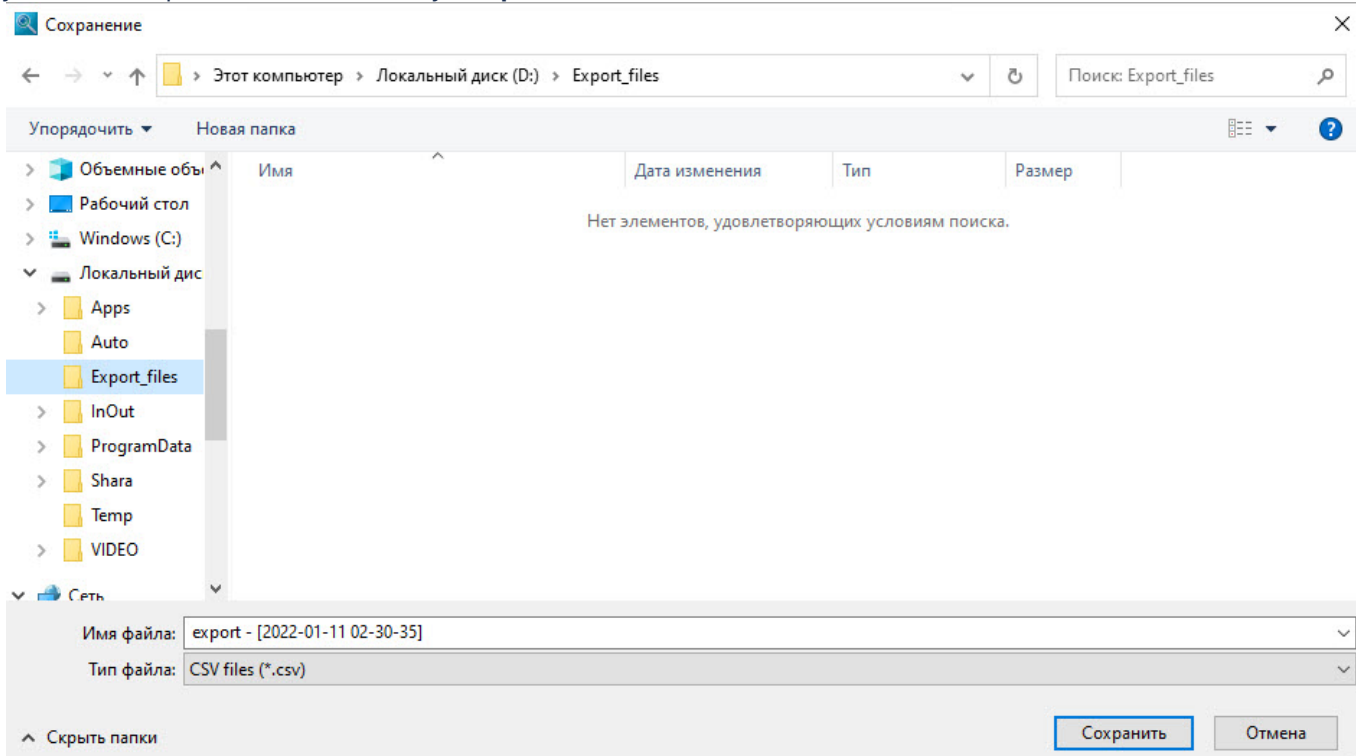 Сохранение
Этот компьютер > Локальный диск (D:) > Export_files
Поиск: Export_files
Упорядочить Новая папка
Имя Дата изменения Тип Размер
Нет элементов, удовлетворяющих условиям поиска.
Объемные объ
Рабочий стол
Windows (C:)
Локальный дис
Apps
Auto
Export_files
InOut
ProgramData
Shara
Temp
VIDEO
Сеть
Имя файла: export - [2022-01-11 02-30-35]
Тип файла: CSV files (*.csv)
Скрыть папки Сохранить Отмена